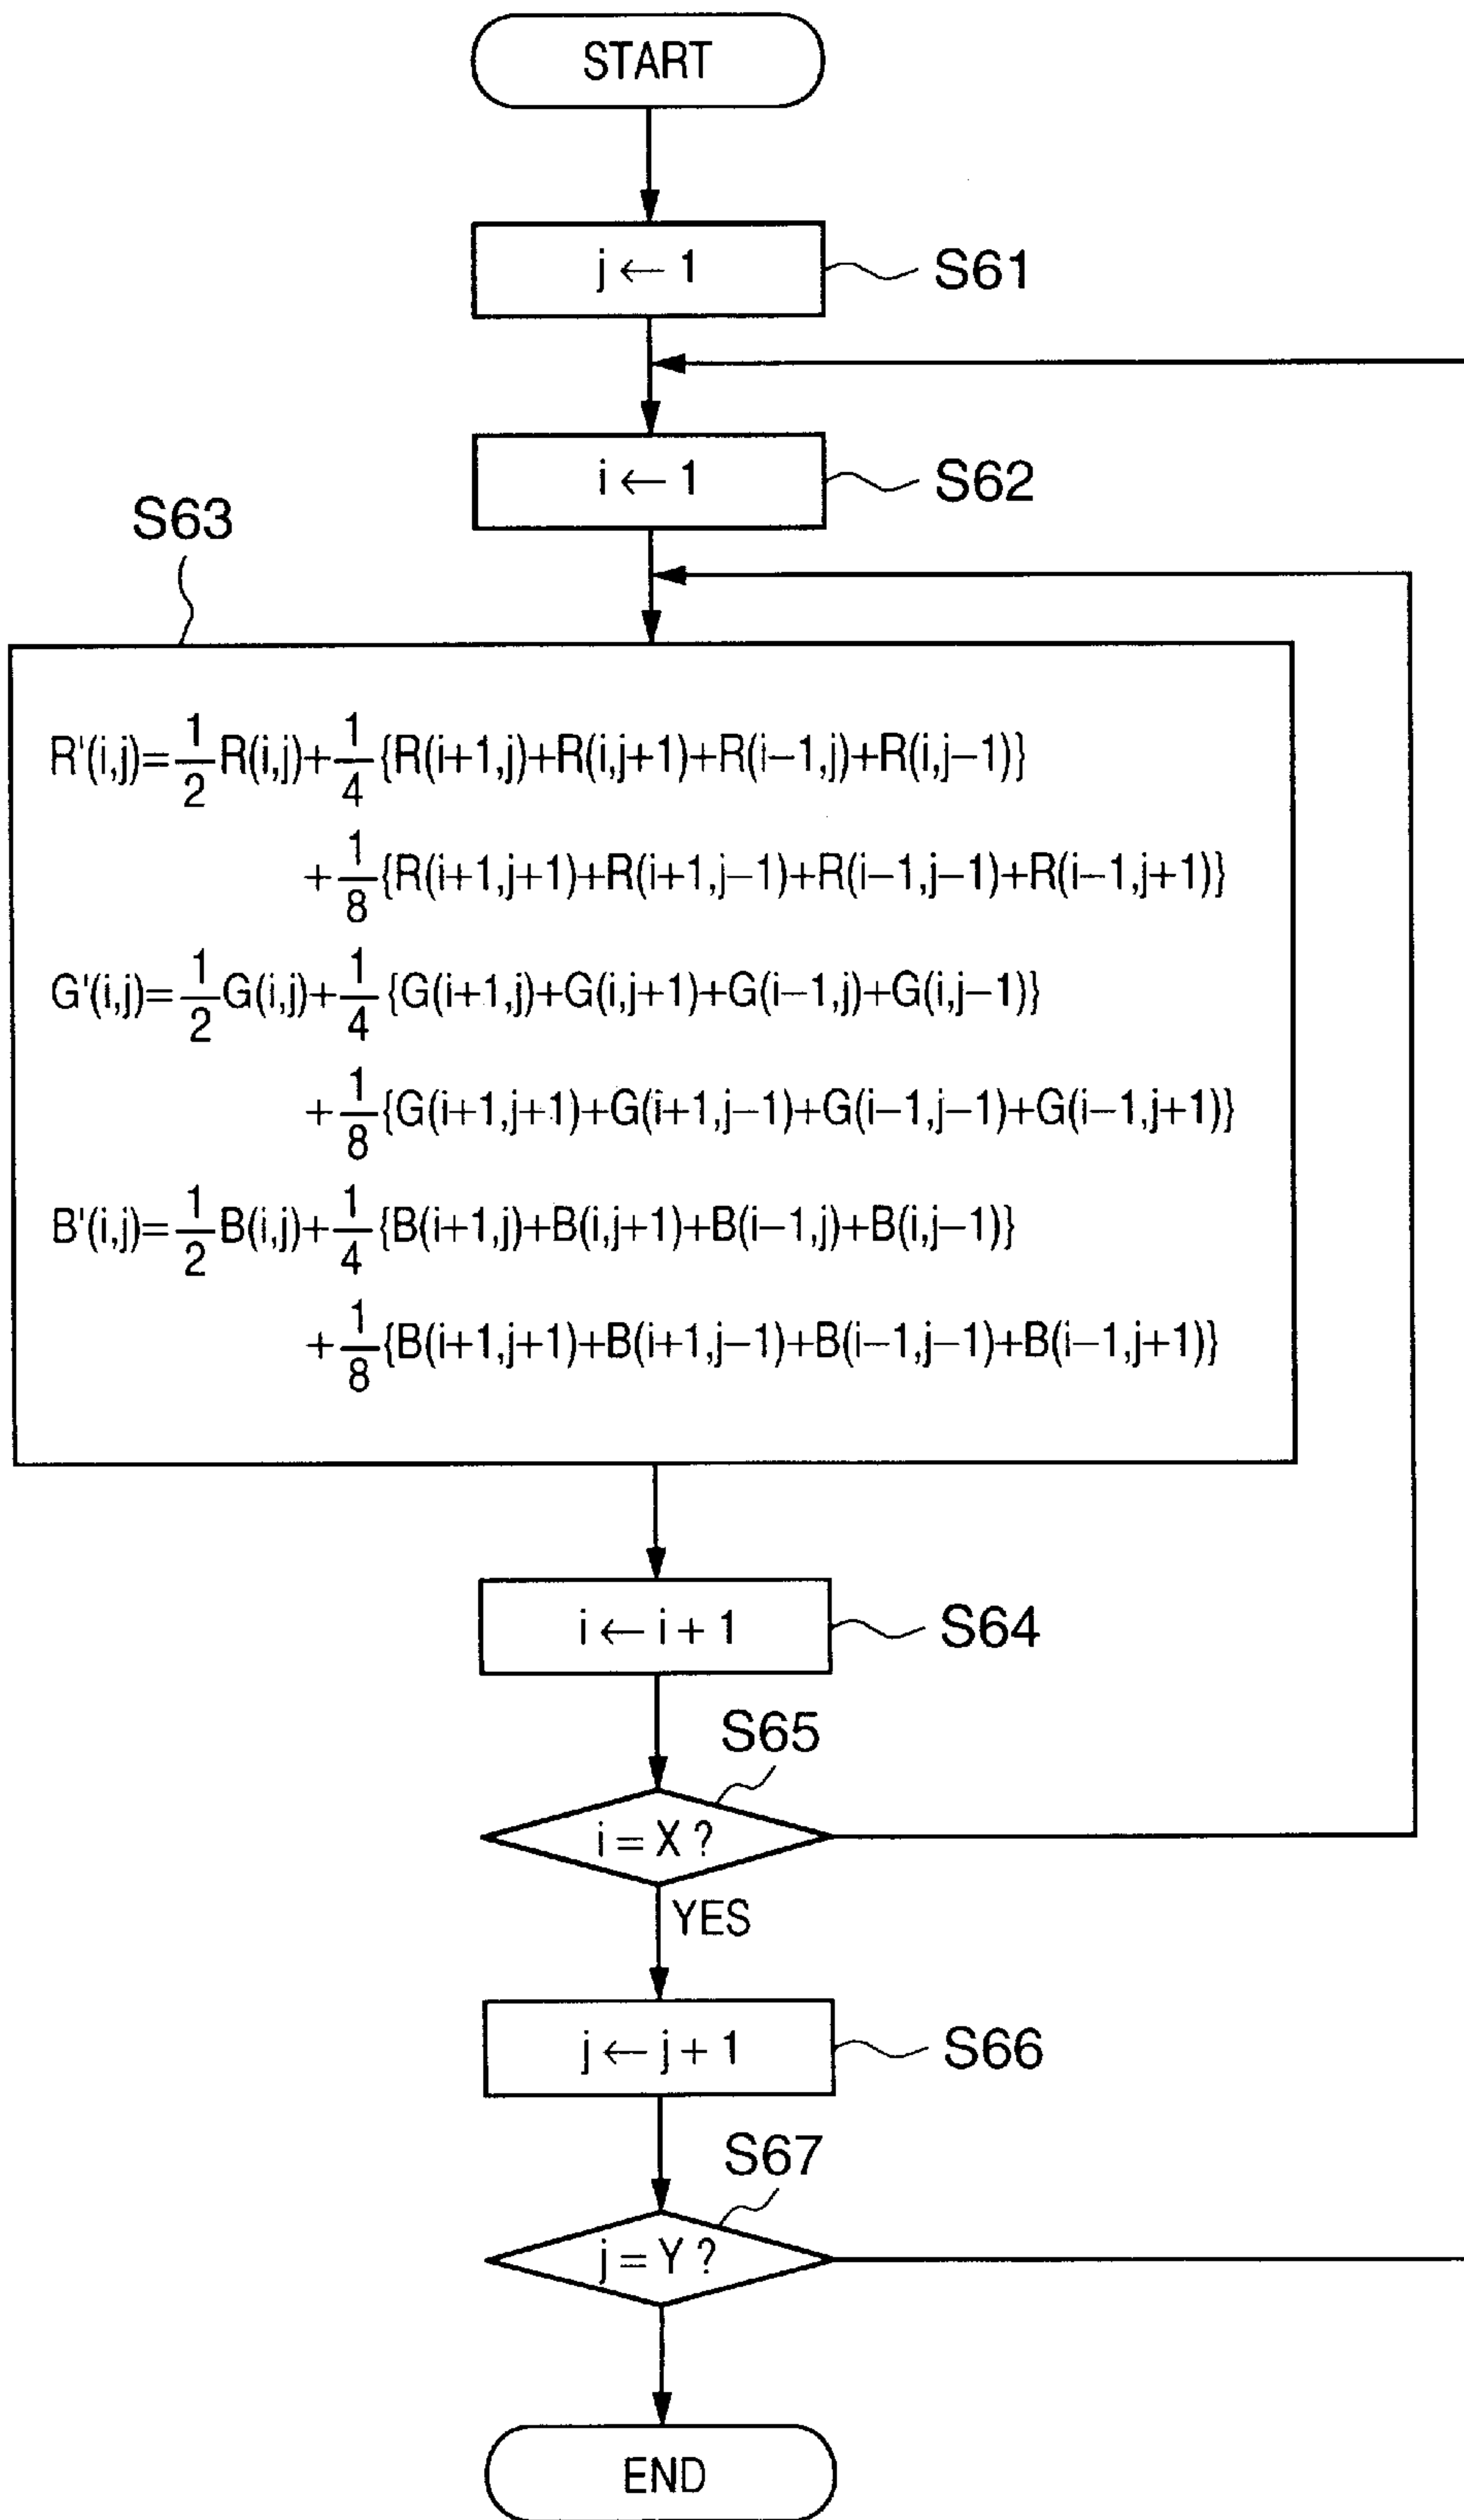 START
j ← 1
S61
i ← 1
S62
S63
R'(i,j)=1/2R(i,j)+1/4{R(i+1,j)+R(i,j+1)+R(i−1,j)+R(i,j−1)}
+1/8{R(i+1,j+1)+R(i+1,j−1)+R(i−1,j−1)+R(i−1,j+1)}
G'(i,j)=1/2G(i,j)+1/4{G(i+1,j)+G(i,j+1)+G(i−1,j)+G(i,j−1)}
+1/8{G(i+1,j+1)+G(i+1,j−1)+G(i−1,j−1)+G(i−1,j+1)}
B'(i,j)=1/2B(i,j)+1/4{B(i+1,j)+B(i,j+1)+B(i−1,j)+B(i,j−1)}
+1/8{B(i+1,j+1)+B(i+1,j−1)+B(i−1,j−1)+B(i−1,j+1)}
i ← i + 1
S64
S65
i = X ?
YES
j ← j + 1
S66
S67
j = Y ?
END